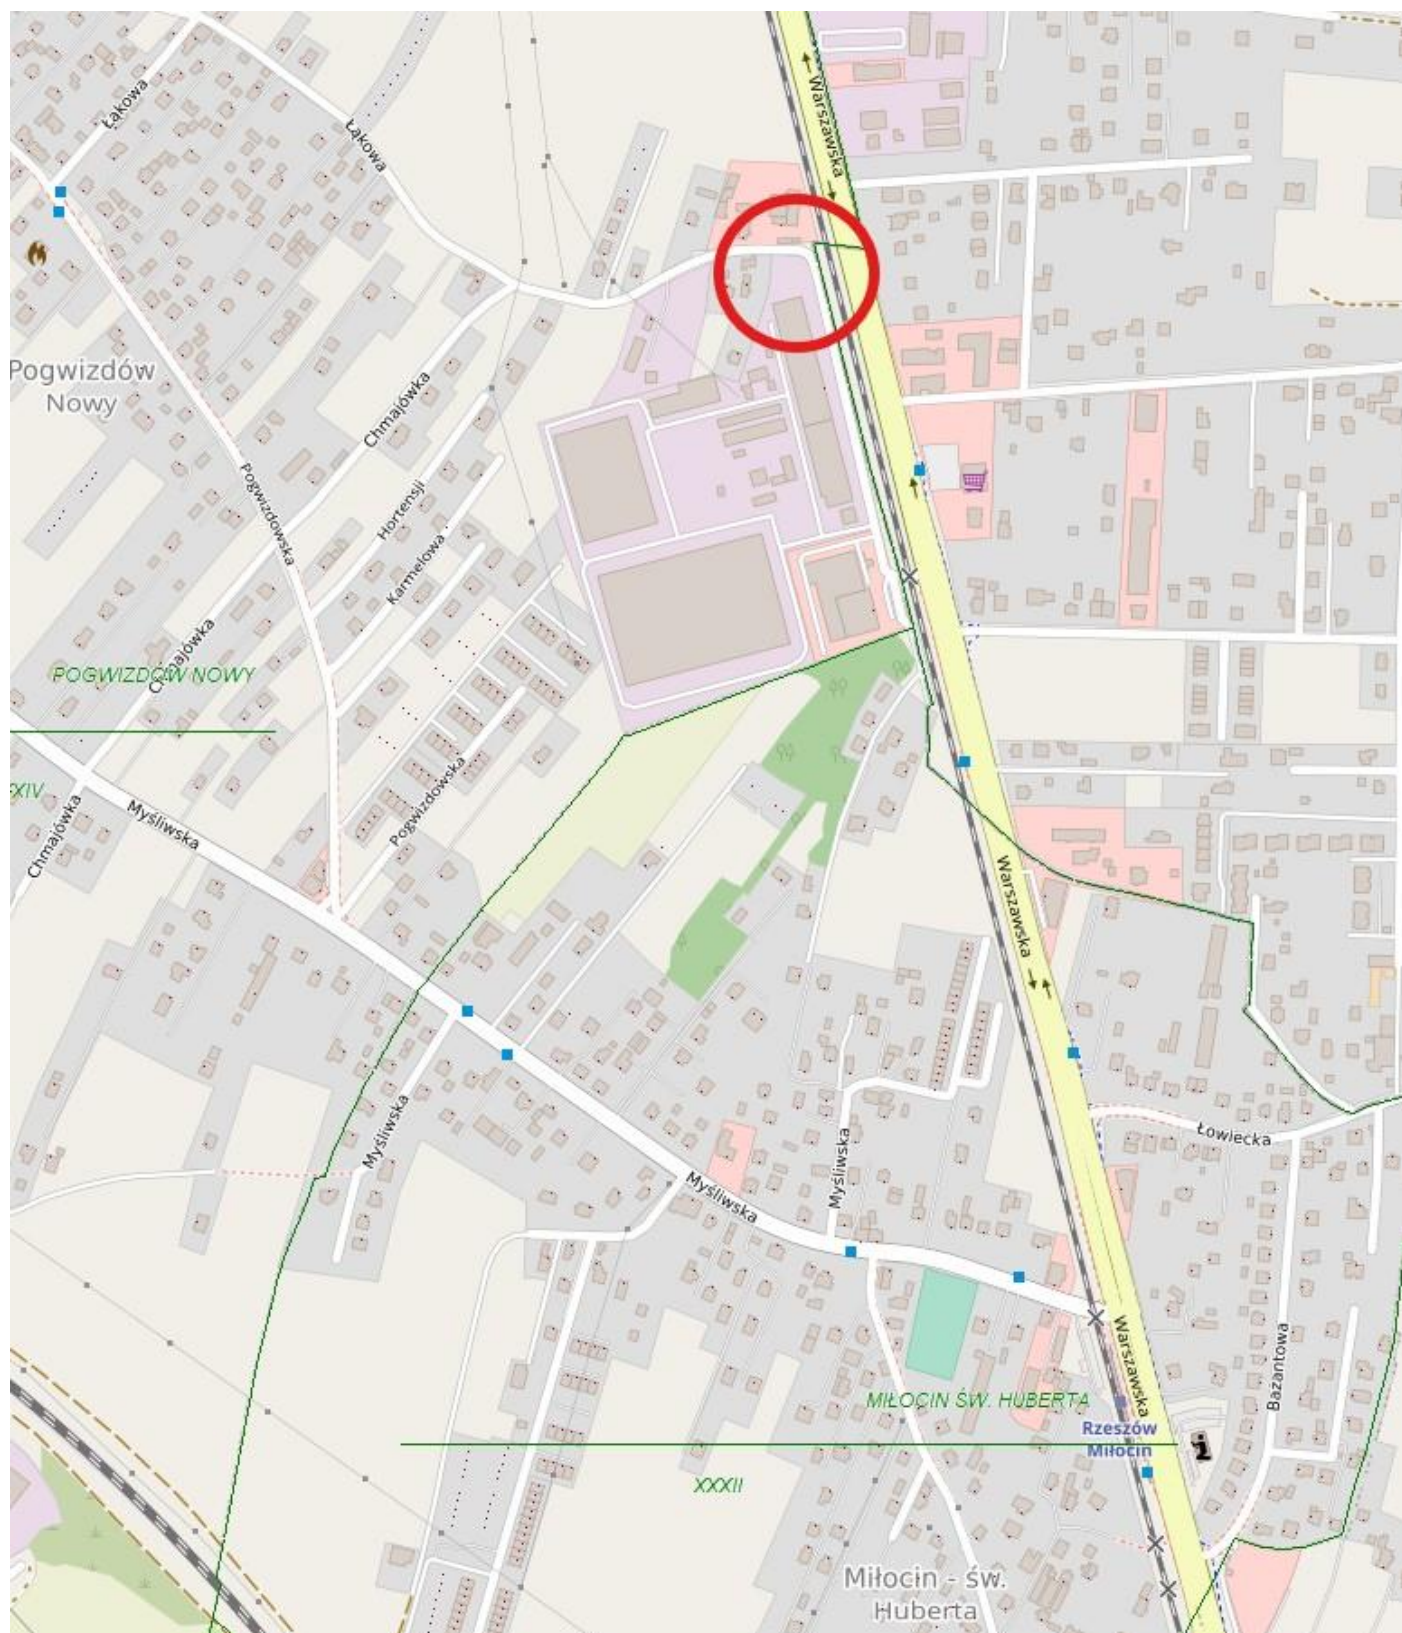 Warszawska
Łąkowa
Łąkowa
Pogwizdów
Nowy
Chmajówka
Pogwizdowska
Hortensji
Karmelowa
Chmajówka
POGWIZDÓW NOWY
XIV
Chmajówka
Myśliwska
Pogwizdowska
Warszawska
Myśliwska
Myśliwska
Myśliwska
Łowiecka
Warszawska
Bażantowa
MIŁOCIN ŚW. HUBERTA
Rzeszów
Miłocin
XXXII
Miłocin - św.
Huberta